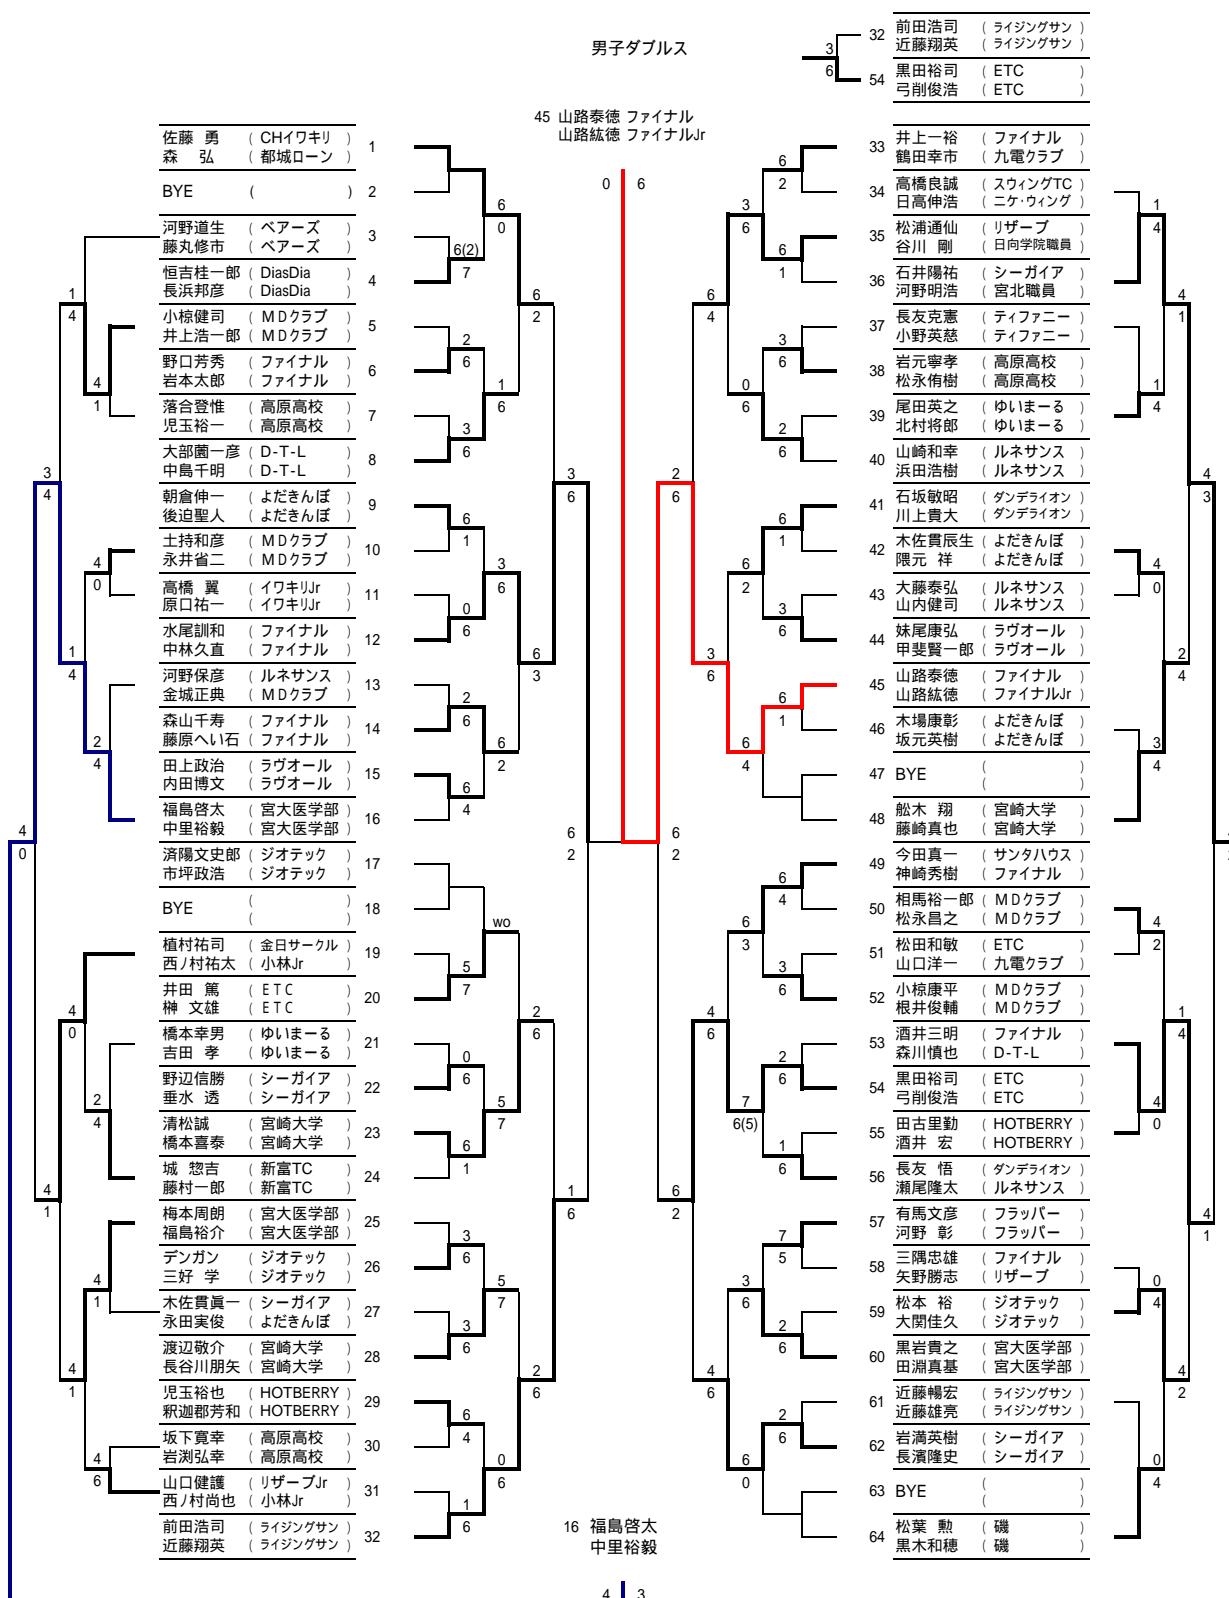 男子ダブルス
32 前田浩司 ( ライジングサン )
近藤翔英 ( ライジングサン )
54 黒田裕司 ( ETC )
弓削俊浩 ( ETC )
3
6
45 山路泰徳 ファイナル
山路紘徳 ファイナルJr
0 6
佐藤 勇 ( CHイワキリ ) 1
森 弘 ( 都城ローン )
BYE ( ) 2
河野道生 ( ベアーズ ) 3
藤丸修市 ( ベアーズ )
恒吉桂一郎 ( DiasDia ) 4
長浜邦彦 ( DiasDia )
小椋健司 ( MDクラブ ) 5
井上浩一郎 ( MDクラブ )
野口芳秀 ( ファイナル ) 6
岩本太郎 ( ファイナル )
落合登惟 ( 高原高校 ) 7
児玉裕一 ( 高原高校 )
大部薗一彦 ( D-T-L ) 8
中島千明 ( D-T-L )
朝倉伸一 ( よだきんぼ ) 9
後迫聖人 ( よだきんぼ )
土持和彦 ( MDクラブ ) 10
永井省二 ( MDクラブ )
高橋 翼 ( イワキリJr ) 11
原口祐一 ( イワキリJr )
水尾訓和 ( ファイナル ) 12
中林久直 ( ファイナル )
河野保彦 ( ルネサンス ) 13
金城正典 ( MDクラブ )
森山千寿 ( ファイナル ) 14
藤原へい石 ( ファイナル )
田上政治 ( ラヴオール ) 15
内田博文 ( ラヴオール )
福島啓太 ( 宮大医学部 ) 16
中里裕毅 ( 宮大医学部 )
済陽文史郎 ( ジオテック ) 17
市坪政浩 ( ジオテック )
BYE ( ) 18
( )
植村祐司 ( 金日サークル ) 19
西ノ村祐太 ( 小林Jr )
井田 篤 ( ETC ) 20
榊 文雄 ( ETC )
橋本幸男 ( ゆいまーる ) 21
吉田 孝 ( ゆいまーる )
野辺信勝 ( シーガイア ) 22
垂水 透 ( シーガイア )
清松誠 ( 宮崎大学 ) 23
橋本喜泰 ( 宮崎大学 )
城 惣吉 ( 新富TC ) 24
藤村一郎 ( 新富TC )
梅本周朗 ( 宮大医学部 ) 25
福島裕介 ( 宮大医学部 )
デンガン ( ジオテック ) 26
三好 学 ( ジオテック )
木佐貫眞一 ( シーガイア ) 27
永田実俊 ( よだきんぼ )
渡辺敬介 ( 宮崎大学 ) 28
長谷川朋矢 ( 宮崎大学 )
児玉裕也 ( HOTBERRY ) 29
釈迦郡芳和 ( HOTBERRY )
坂下寛幸 ( 高原高校 ) 30
岩渕弘幸 ( 高原高校 )
山口健護 ( リザーブJr ) 31
西ノ村尚也 ( 小林Jr )
前田浩司 ( ライジングサン ) 32
近藤翔英 ( ライジングサン )
33 井上一裕 ( ファイナル )
鶴田幸市 ( 九電クラブ )
34 高橋良誠 ( スウィングTC )
日高伸浩 ( ニケ・ウィング )
35 松浦通仙 ( リザーブ )
谷川 剛 ( 日向学院職員 )
36 石井陽祐 ( シーガイア )
河野明浩 ( 宮北職員 )
37 長友克憲 ( ティファニー )
小野英慈 ( ティファニー )
38 岩元寧孝 ( 高原高校 )
松永侑樹 ( 高原高校 )
39 尾田英之 ( ゆいまーる )
北村将郎 ( ゆいまーる )
40 山崎和幸 ( ルネサンス )
浜田浩樹 ( ルネサンス )
41 石坂敏昭 ( ダンデライオン )
川上貴大 ( ダンデライオン )
42 木佐貫辰生 ( よだきんぼ )
隈元 祥 ( よだきんぼ )
43 大藤泰弘 ( ルネサンス )
山内健司 ( ルネサンス )
44 妹尾康弘 ( ラヴオール )
甲斐賢一郎 ( ラヴオール )
45 山路泰徳 ( ファイナル )
山路紘徳 ( ファイナルJr )
46 木場康彰 ( よだきんぼ )
坂元英樹 ( よだきんぼ )
47 BYE ( )
( )
48 舩木 翔 ( 宮崎大学 )
藤崎真也 ( 宮崎大学 )
49 今田真一 ( サンタハウス )
神崎秀樹 ( ファイナル )
50 相馬裕一郎 ( MDクラブ )
松永昌之 ( MDクラブ )
51 松田和敏 ( ETC )
山口洋一 ( 九電クラブ )
52 小椋康平 ( MDクラブ )
根井俊輔 ( MDクラブ )
53 酒井三明 ( ファイナル )
森川慎也 ( D-T-L )
54 黒田裕司 ( ETC )
弓削俊浩 ( ETC )
55 田古里勤 ( HOTBERRY )
酒井 宏 ( HOTBERRY )
56 長友 悟 ( ダンデライオン )
瀬尾隆太 ( ルネサンス )
57 有馬文彦 ( フラッパー )
河野 彰 ( フラッパー )
58 三隅忠雄 ( ファイナル )
矢野勝志 ( リザーブ )
59 松本 裕 ( ジオテック )
大関佳久 ( ジオテック )
60 黒岩貴之 ( 宮大医学部 )
田淵真基 ( 宮大医学部 )
61 近藤暢宏 ( ライジングサン )
近藤雄亮 ( ライジングサン )
62 岩満英樹 ( シーガイア )
長濱隆史 ( シーガイア )
63 BYE ( )
( )
64 松葉 勲 ( 磯 )
黒木和穂 ( 磯 )
16 福島啓太
中里裕毅
4 3